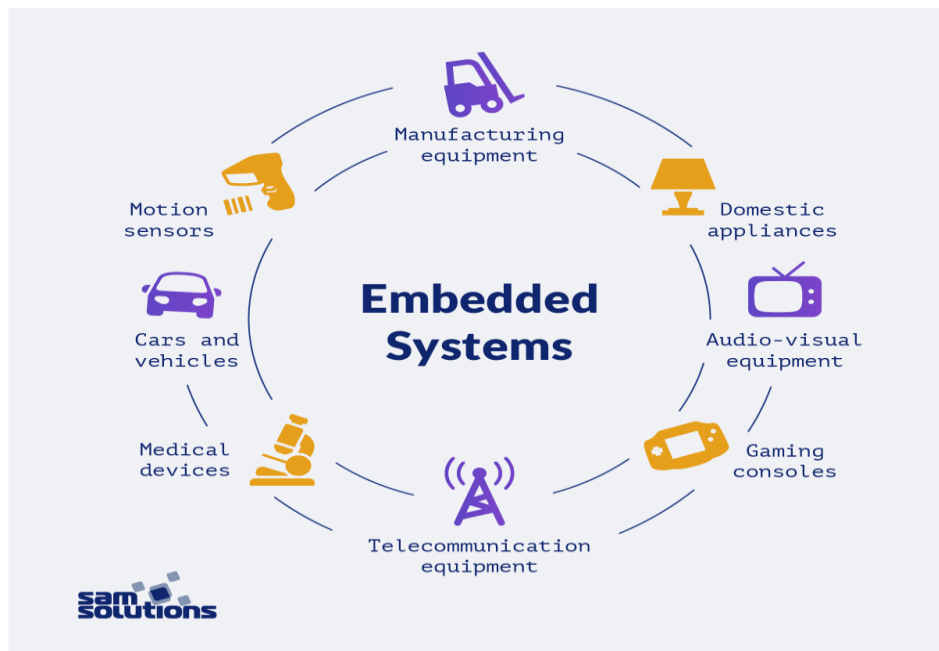 Manufacturing
equipment
Motion
sensors
Domestic
appliances
Embedded
Systems
Cars and
vehicles
Audio-visual
equipment
Medical
devices
Gaming
consoles
Telecommunication
equipment
sam
solutions